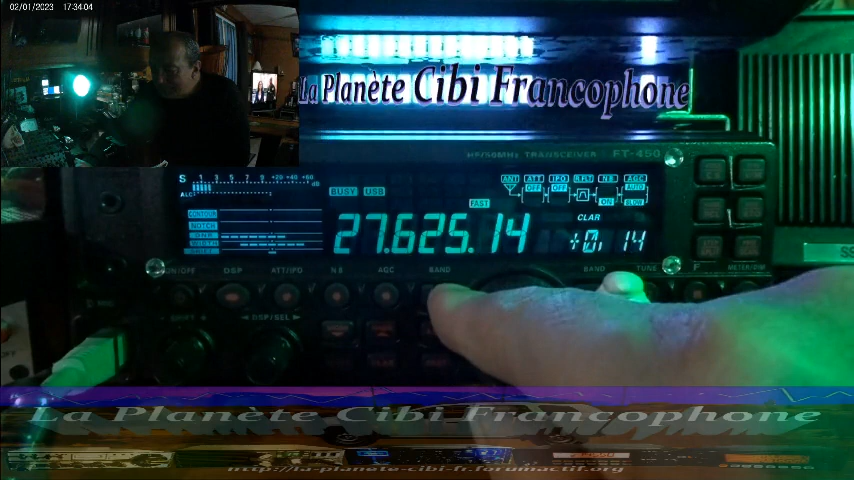 02/01/2023 17:34:04
La Planète Cibi Francophone
HF/50MHz TRANSCEIVER FT-450
S 1 3 5 7 9 +20 +40 +60 dB
ALC
BUSY USB
ANT ATT IPO R.FLT NB AGC
OFF OFF ON AUTO SLOW
FAST
CONTOUR
NOTCH
DNR
WIDTH
SHIFT
27.625.14
CLAR
+0. 14
ON/OFF DSP ATT/IPO NB AGC BAND BAND TUNE F METER/DIM
SHIFT DSP/SEL
La Planète Cibi Francophone
http://la-planete-cibi-fr.forumactif.org